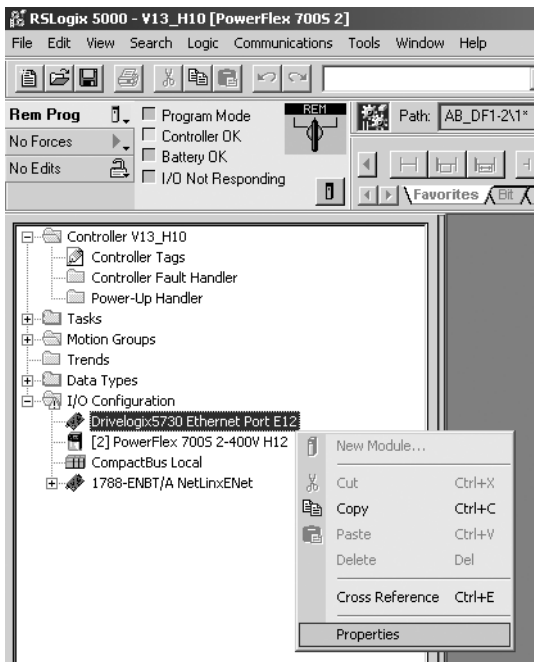 RSLogix 5000 - V13_H10 [PowerFlex 700S 2]
File Edit View Search Logic Communications Tools Window Help
Rem Prog
No Forces
No Edits
Program Mode
Controller OK
Battery OK
I/O Not Responding
REM
Path: AB_DF1-2\1*
Favorites Bit
Controller V13_H10
Controller Tags
Controller Fault Handler
Power-Up Handler
Tasks
Motion Groups
Trends
Data Types
I/O Configuration
Drivelogix5730 Ethernet Port E12
[2] PowerFlex 700S 2-400V H12
CompactBus Local
1788-ENBT/A NetLinxENet
New Module...
Cut Ctrl+X
Copy Ctrl+C
Paste Ctrl+V
Delete Del
Cross Reference Ctrl+E
Properties